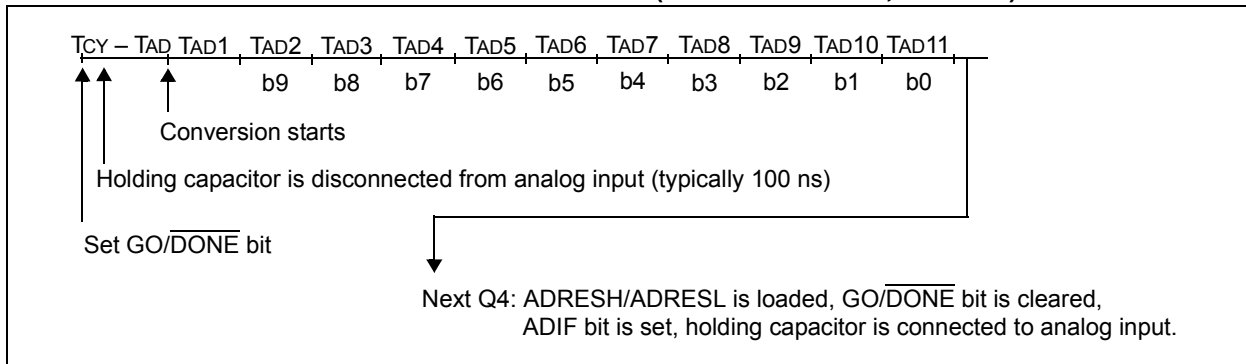 TCY – TAD TAD1 TAD2 TAD3 TAD4 TAD5 TAD6 TAD7 TAD8 TAD9 TAD10 TAD11
b9 b8 b7 b6 b5 b4 b3 b2 b1 b0
Conversion starts
Holding capacitor is disconnected from analog input (typically 100 ns)
Set GO/DONE bit
Next Q4: ADRESH/ADRESL is loaded, GO/DONE bit is cleared,
ADIF bit is set, holding capacitor is connected to analog input.